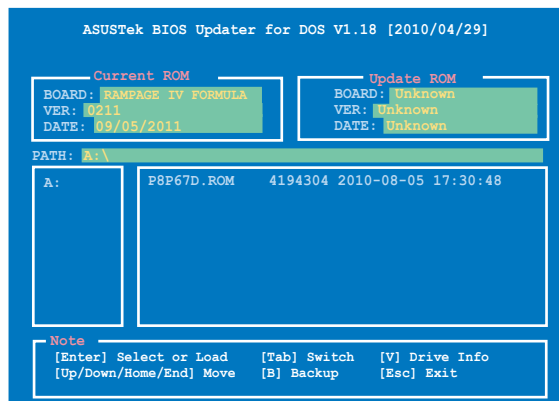 ASUSTek BIOS Updater for DOS V1.18 [2010/04/29]
Current ROM
BOARD: RAMPAGE IV FORMULA
VER: 0211
DATE: 09/05/2011
Update ROM
BOARD: Unknown
VER: Unknown
DATE: Unknown
PATH: A:\
A:
P8P67D.ROM 4194304 2010-08-05 17:30:48
Note
[Enter] Select or Load [Tab] Switch [V] Drive Info
[Up/Down/Home/End] Move [B] Backup [Esc] Exit